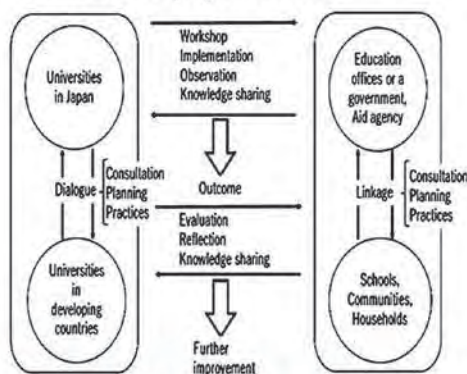 Universities
in Japan
Dialogue
Consultation
Planning
Practices
Universities
in
developing
countries
Workshop
Implementation
Observation
Knowledge sharing
Outcome
Evaluation
Reflection
Knowledge sharing
Further
improvement
Education
offices or a
government,
Aid agency
Linkage
Consultation
Planning
Practices
Schools,
Communities,
Households